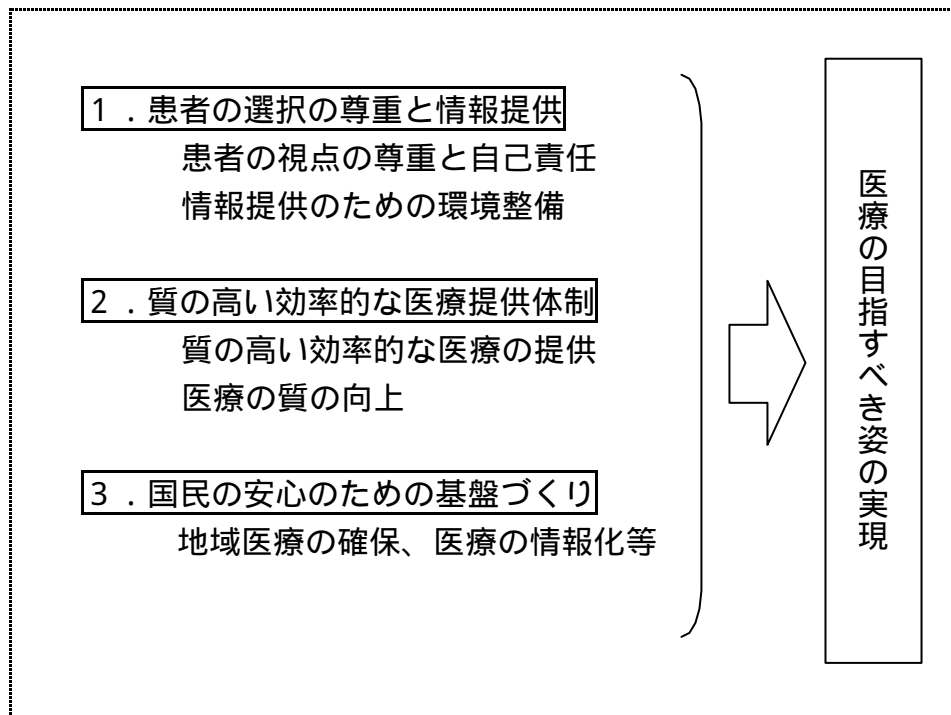 １．患者の選択の尊重と情報提供
患者の視点の尊重と自己責任
情報提供のための環境整備
２．質の高い効率的な医療提供体制
質の高い効率的な医療の提供
医療の質の向上
３．国民の安心のための基盤づくり
地域医療の確保、医療の情報化等
医療の目指すべき姿の実現